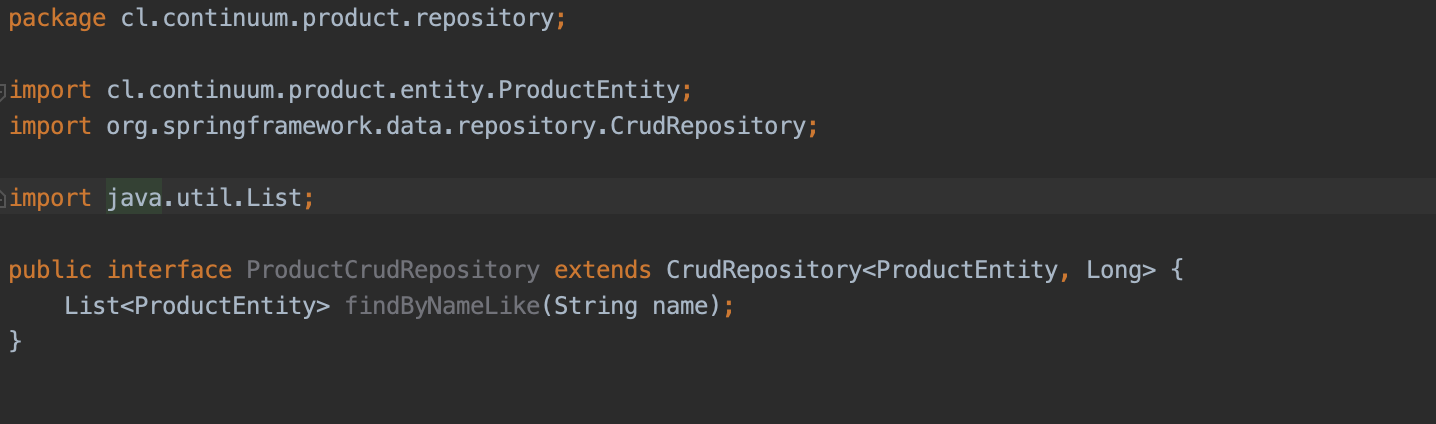 package cl.continuum.product.repository;
import cl.continuum.product.entity.ProductEntity;
import org.springframework.data.repository.CrudRepository;
import java.util.List;
public interface ProductCrudRepository extends CrudRepository<ProductEntity, Long> {
    List<ProductEntity> findByNameLike(String name);
}